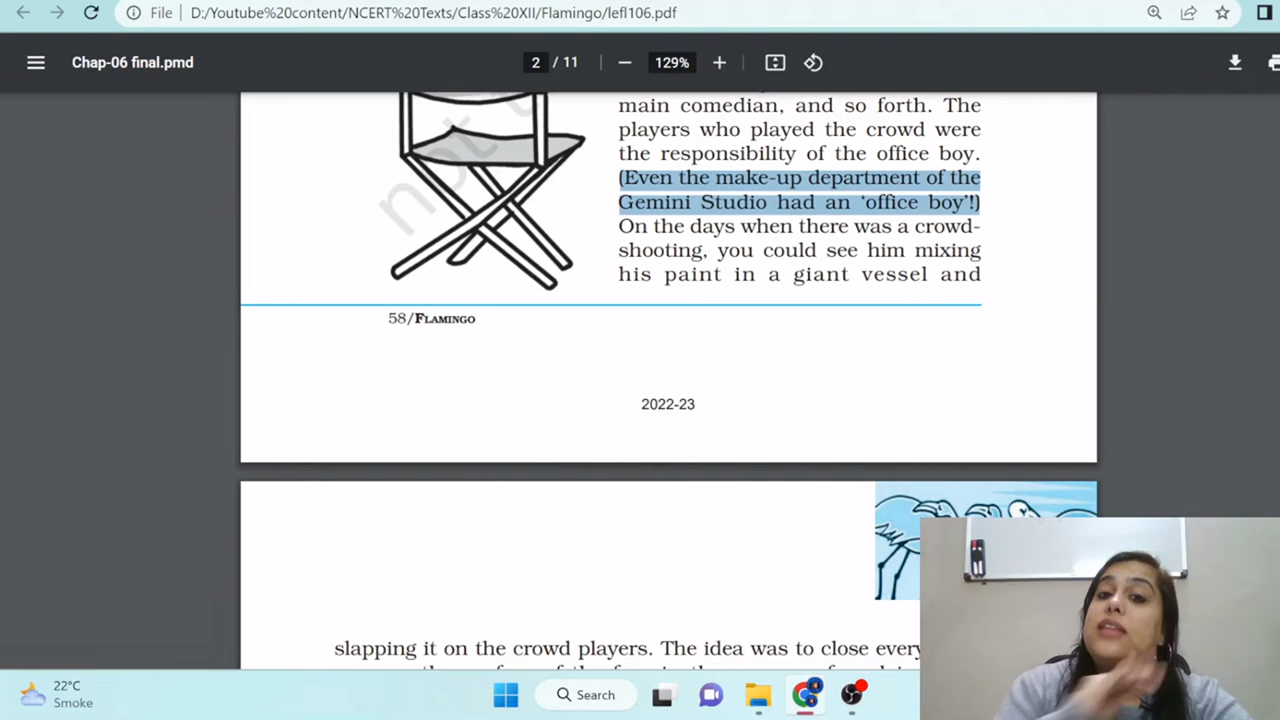 File
D:/Youtube%20content/NCERT%20Texts/Class%20XII/Flamingo/lefl106.pdf
Chap-06 final.pmd
2 / 11
129%
main comedian, and so forth. The
players who played the crowd were
the responsibility of the office boy.
(Even the make-up department of the
Gemini Studio had an ‘office boy’!)
On the days when there was a crowd-
shooting, you could see him mixing
his paint in a giant vessel and
not
58/FLAMINGO
2022-23
slapping it on the crowd players. The idea was to close every
22°C
Smoke
Search